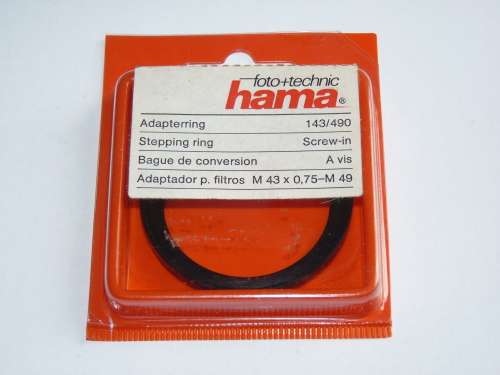 foto+technic
hama®
Adapterring 143/490
Stepping ring Screw-in
Bague de conversion A vis
Adaptador p. filtros M 43 x 0,75–M 49